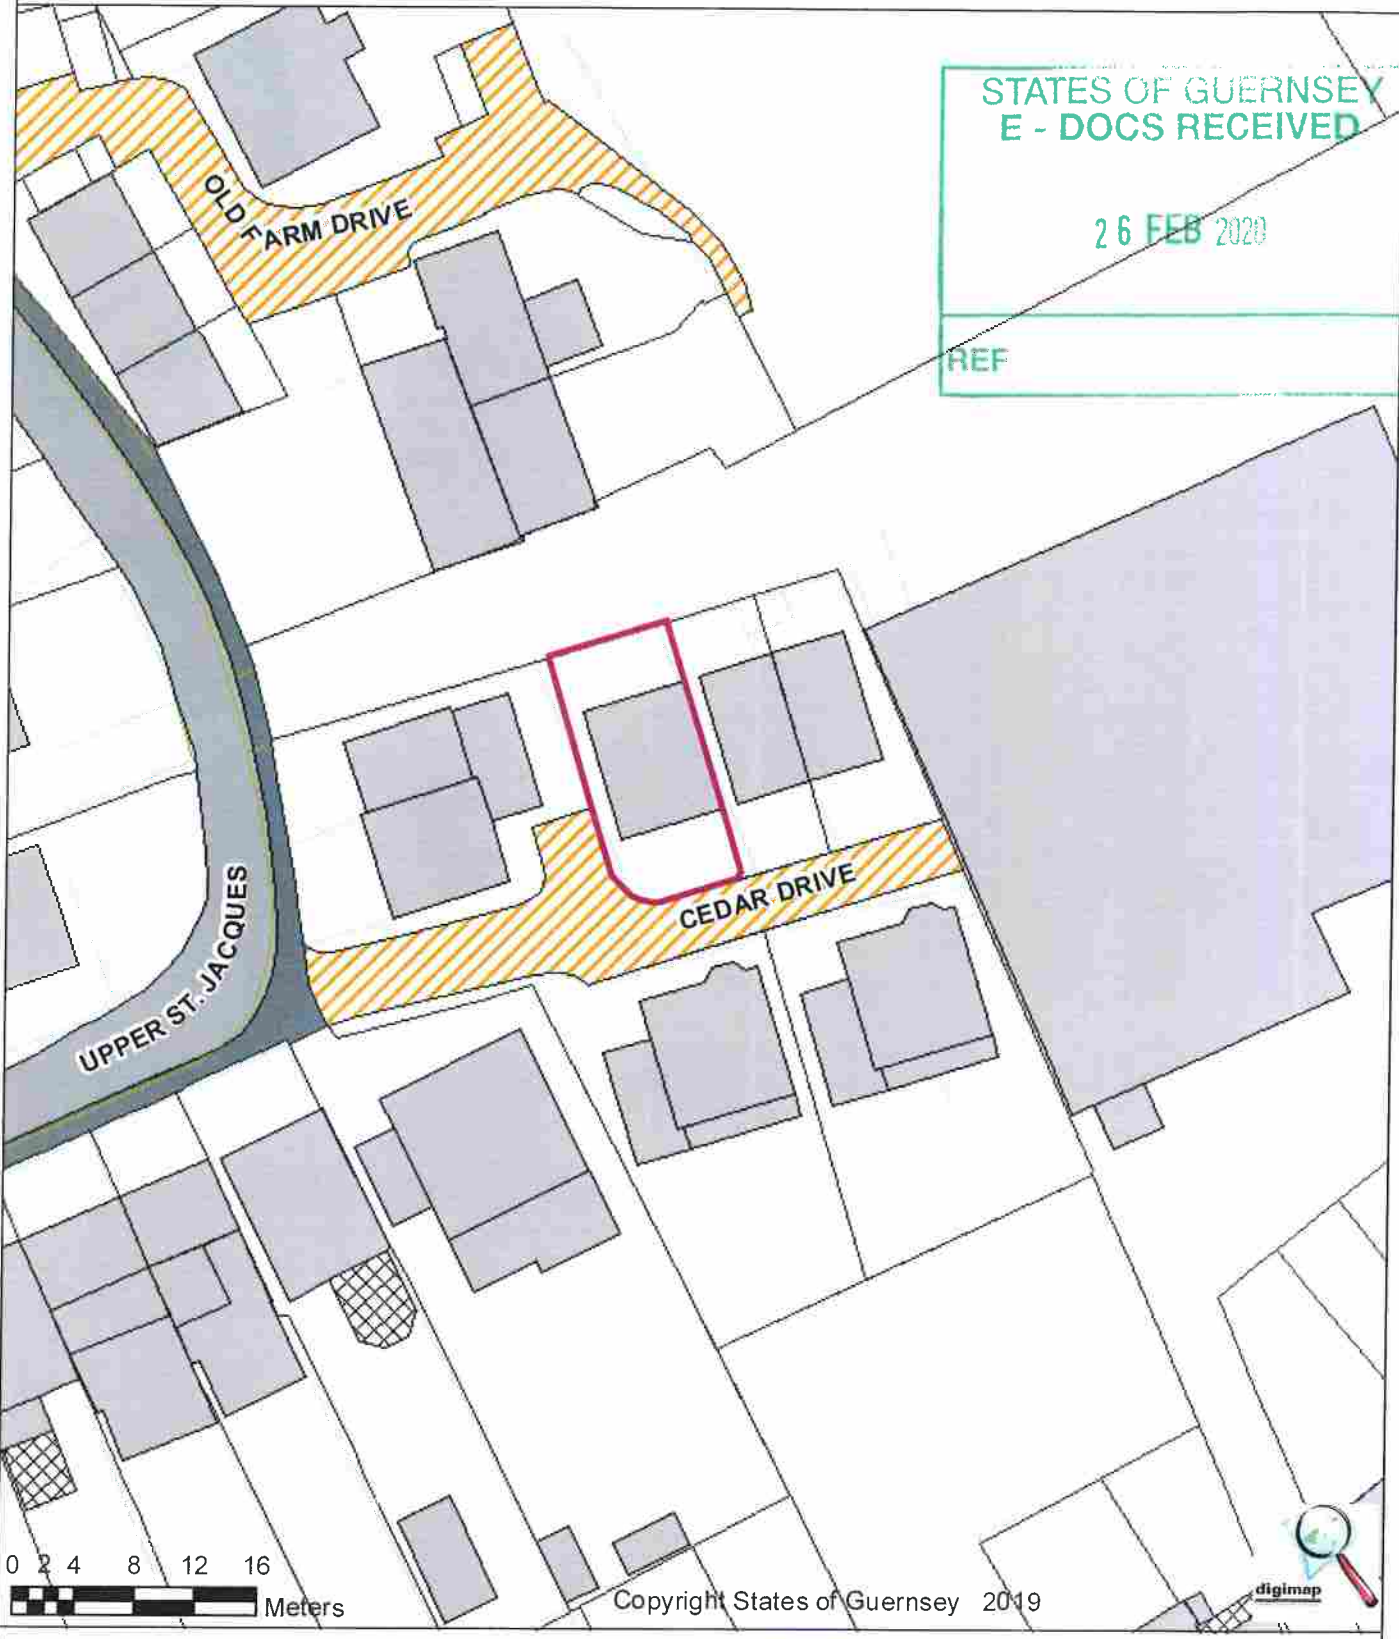 STATES OF GUERNSEY
E - DOCS RECEIVED
26 FEB 2020
REF
OLD FARM DRIVE
CEDAR DRIVE
UPPER ST. JACQUES
0 2 4 8 12 16
Meters
Copyright States of Guernsey 2019
digimap